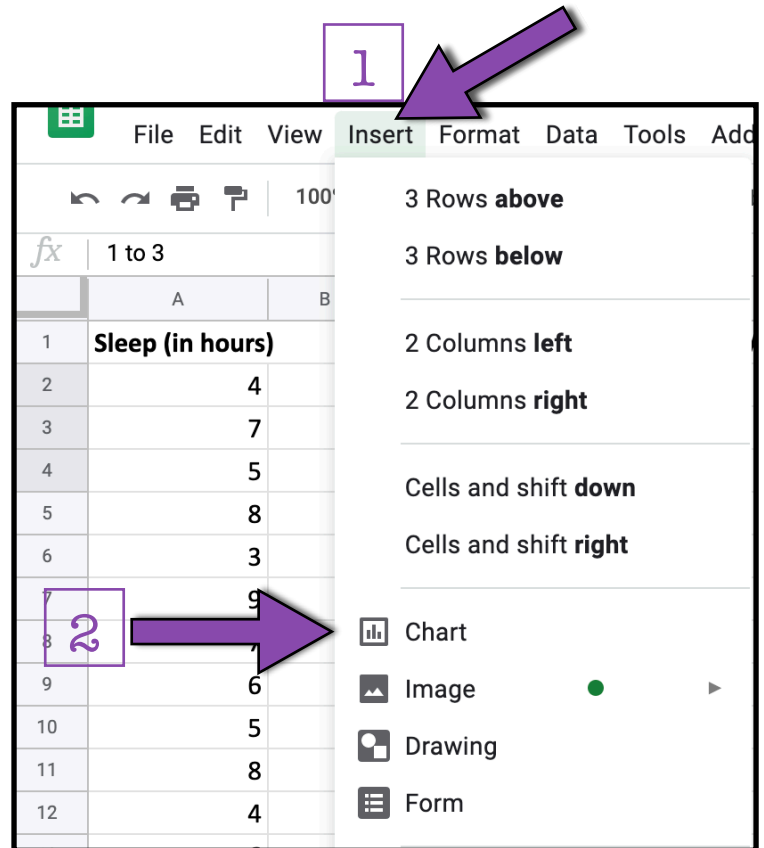 1
File Edit View Insert Format Data Tools Add
100%
3 Rows above
fx 1 to 3
3 Rows below
A B
1 Sleep (in hours)
2 Columns left
2 4
2 Columns right
3 7
4 5
Cells and shift down
5 8
Cells and shift right
6 3
7 9
2
Chart
8
9 6
Image
10 5
Drawing
11 8
Form
12 4